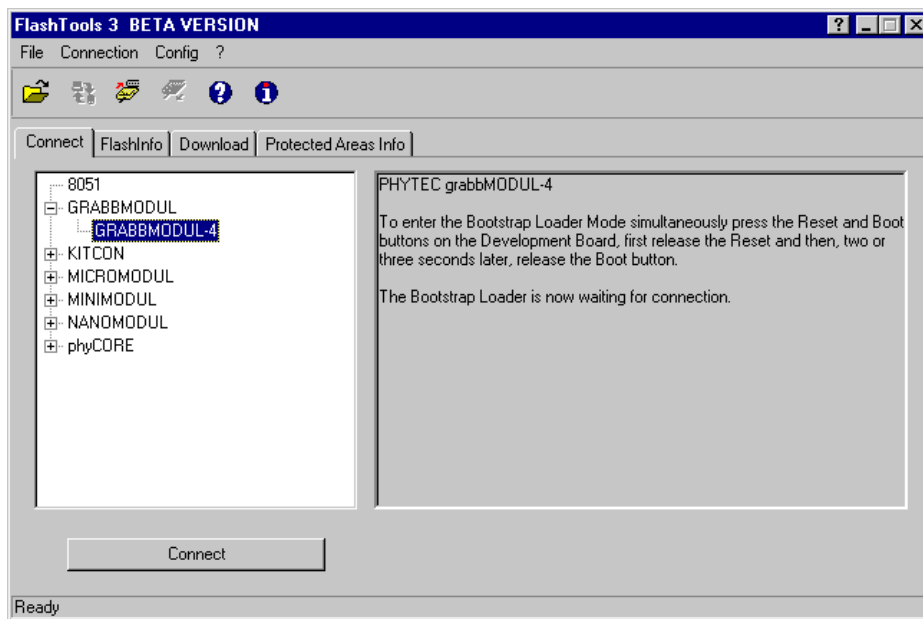 FlashTools 3 BETA VERSION
File Connection Config ?
Connect FlashInfo Download Protected Areas Info
8051
GRABBMODUL
GRABBMODUL-4
KITCON
MICROMODUL
MINIMODUL
NANOMODUL
phyCORE
PHYTEC grabbMODUL-4
To enter the Bootstrap Loader Mode simultaneously press the Reset and Boot
buttons on the Development Board, first release the Reset and then, two or
three seconds later, release the Boot button.
The Bootstrap Loader is now waiting for connection.
Connect
Ready